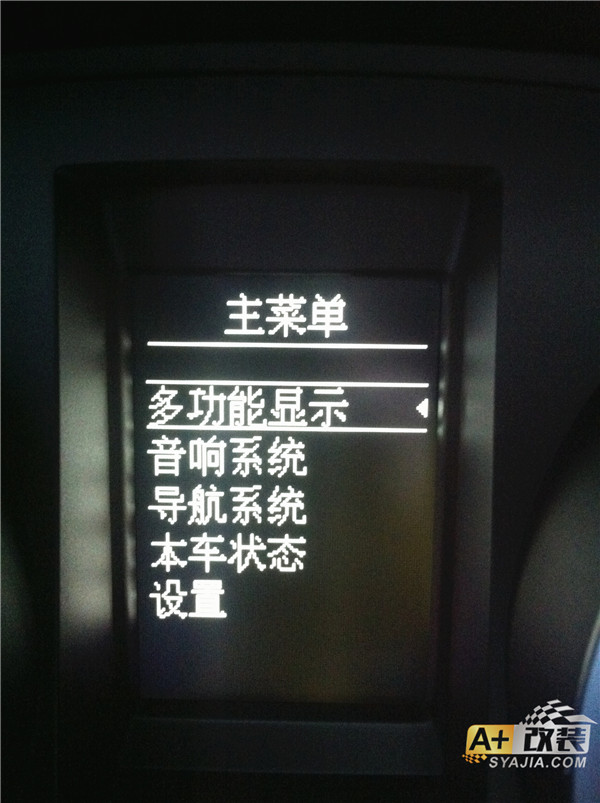 主菜单
多功能显示
音响系统
导航系统
本车状态
设置
A+改装
SYAJIA.COM